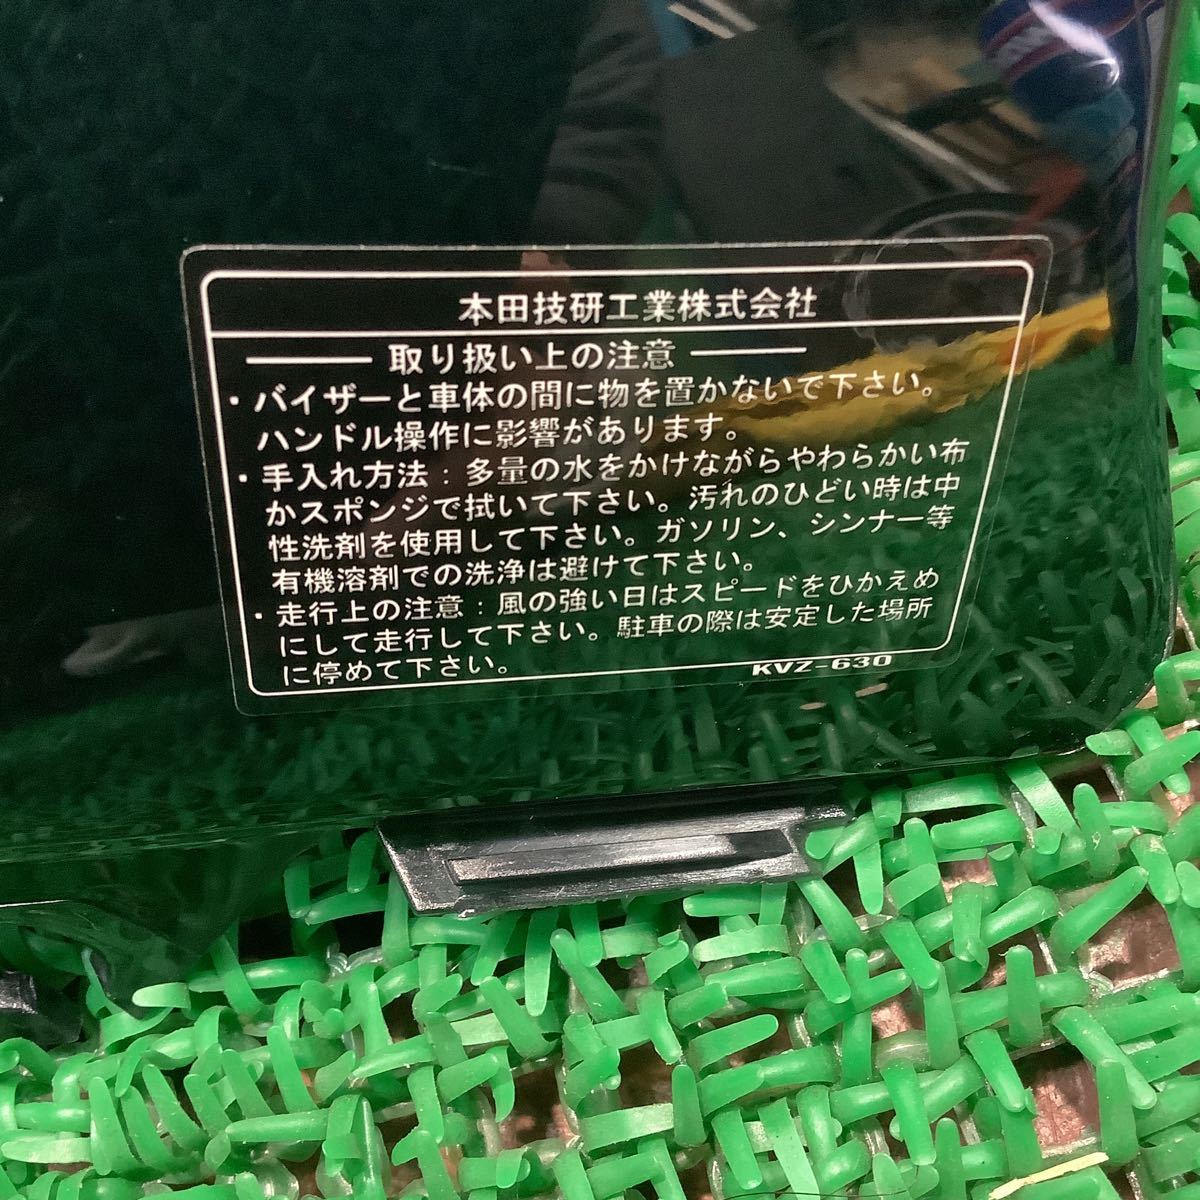 本田技研工業株式会社
取り扱い上の注意
・バイザーと車体の間に物を置かないで下さい。
ハンドル操作に影響があります。
・手入れ方法：多量の水をかけながらやわらかい布
かスポンジで拭いて下さい。汚れのひどい時は中
性洗剤を使用して下さい。ガソリン、シンナー等
有機溶剤での洗浄は避けて下さい。
・走行上の注意：風の強い日はスピードをひかえめ
にして走行して下さい。駐車の際は安定した場所
に停めて下さい。
KVZ-630